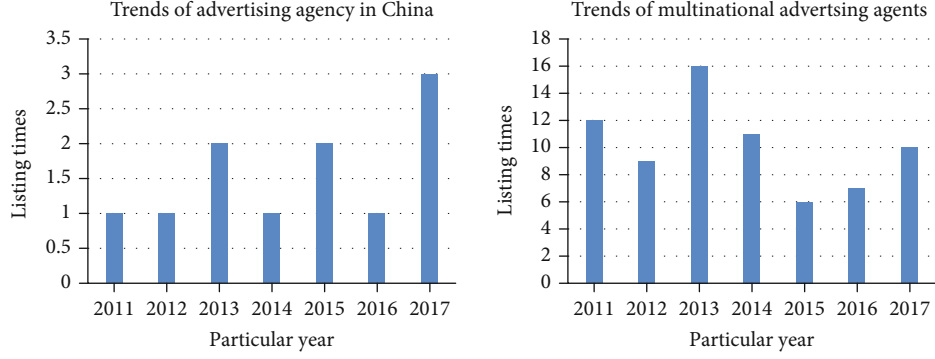 Trends of advertising agency in China
3.5
3
2.5
2
1.5
1
0.5
0
Listing times
2011 2012 2013 2014 2015 2016 2017
Particular year
Trends of multinational advertsing agents
18
16
14
12
10
8
6
4
2
0
Listing times
2011 2012 2013 2014 2015 2016 2017
Particular year